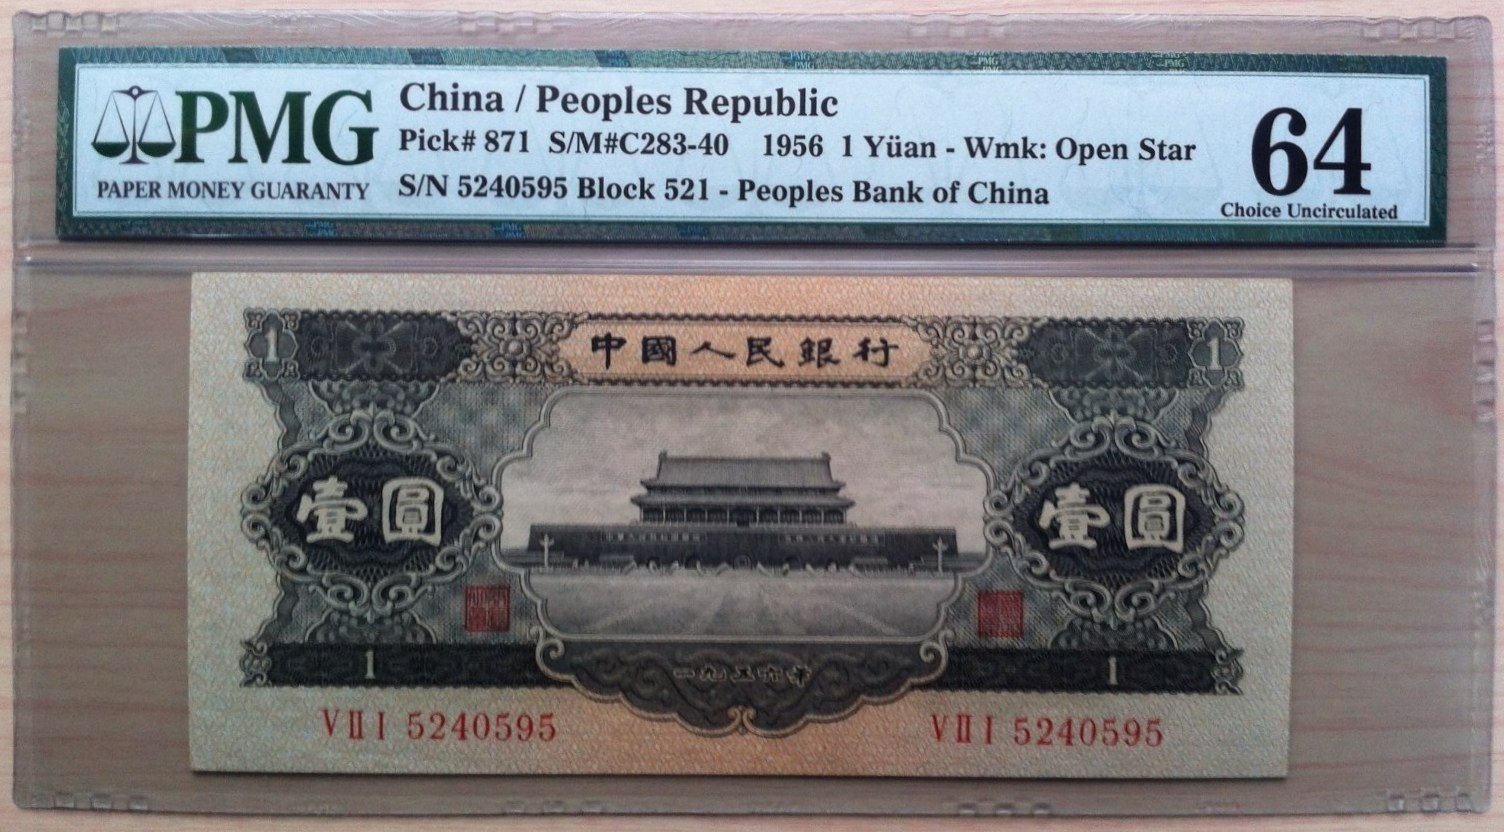 PMG
PAPER MONEY GUARANTY
China / Peoples Republic
Pick# 871 S/M#C283-40 1956 1 Yüan - Wmk: Open Star
S/N 5240595 Block 521 - Peoples Bank of China
64
Choice Uncirculated
1 中國人民銀行 1
壹圓 壹圓
1 一九五六年 1
VⅡI 5240595 VⅡI 5240595